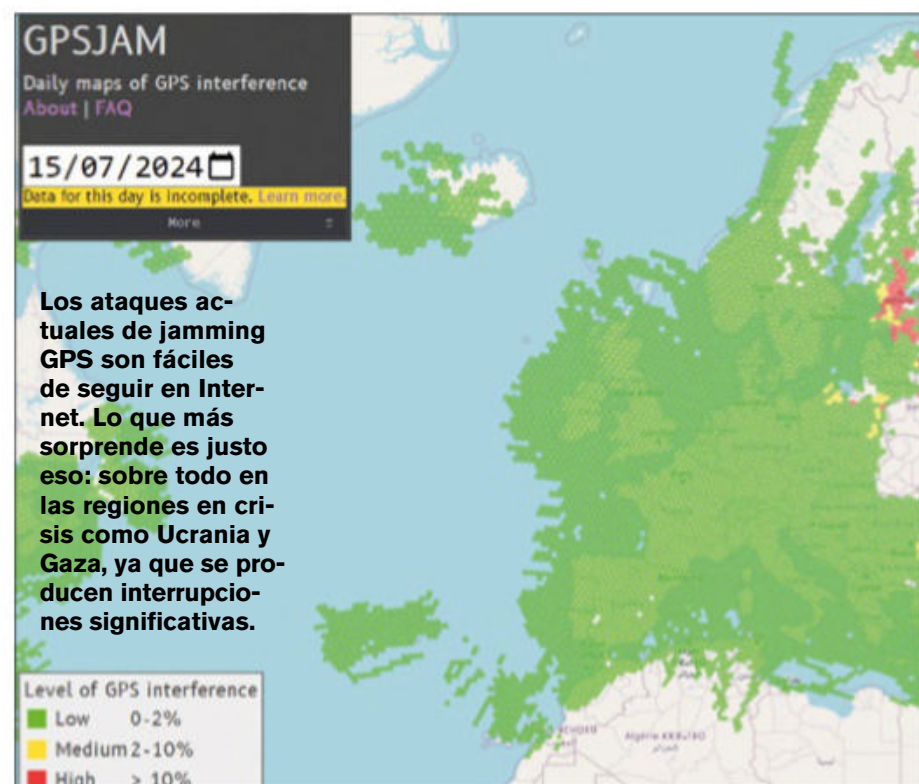 GPSJAM
Daily maps of GPS interference
About | FAQ
15/07/2024
Data for this day is incomplete. Learn more.
More
Los ataques ac-
tuales de jamming
GPS son fáciles
de seguir en Inter-
net. Lo que más
sorprende es justo
eso: sobre todo en
las regiones en cri-
sis como Ucrania y
Gaza, ya que se pro-
ducen interrupcio-
nes significativas.
Level of GPS interference
Low 0-2%
Medium 2-10%
High > 10%